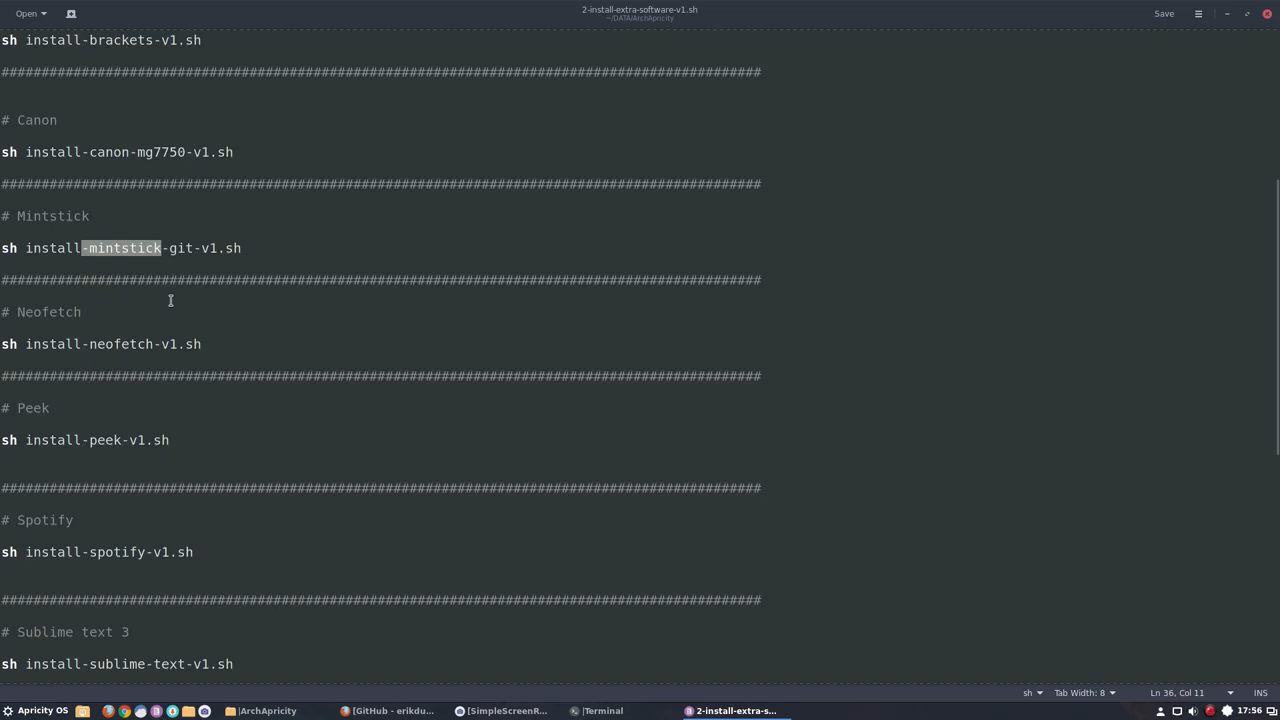 Open
2-install-extra-software-v1.sh
~/DATA/ArchApricity
Save
sh install-brackets-v1.sh
###############################################################################################
# Canon
sh install-canon-mg7750-v1.sh
###############################################################################################
# Mintstick
sh install-mintstick-git-v1.sh
###############################################################################################
# Neofetch
sh install-neofetch-v1.sh
###############################################################################################
# Peek
sh install-peek-v1.sh
###############################################################################################
# Spotify
sh install-spotify-v1.sh
###############################################################################################
# Sublime text 3
sh install-sublime-text-v1.sh
sh Tab Width: 8 Ln 36, Col 11 INS
Apricity OS |ArchApricity [GitHub - erikdu... [SimpleScreenR... |Terminal 2-install-extra-s... 17:56